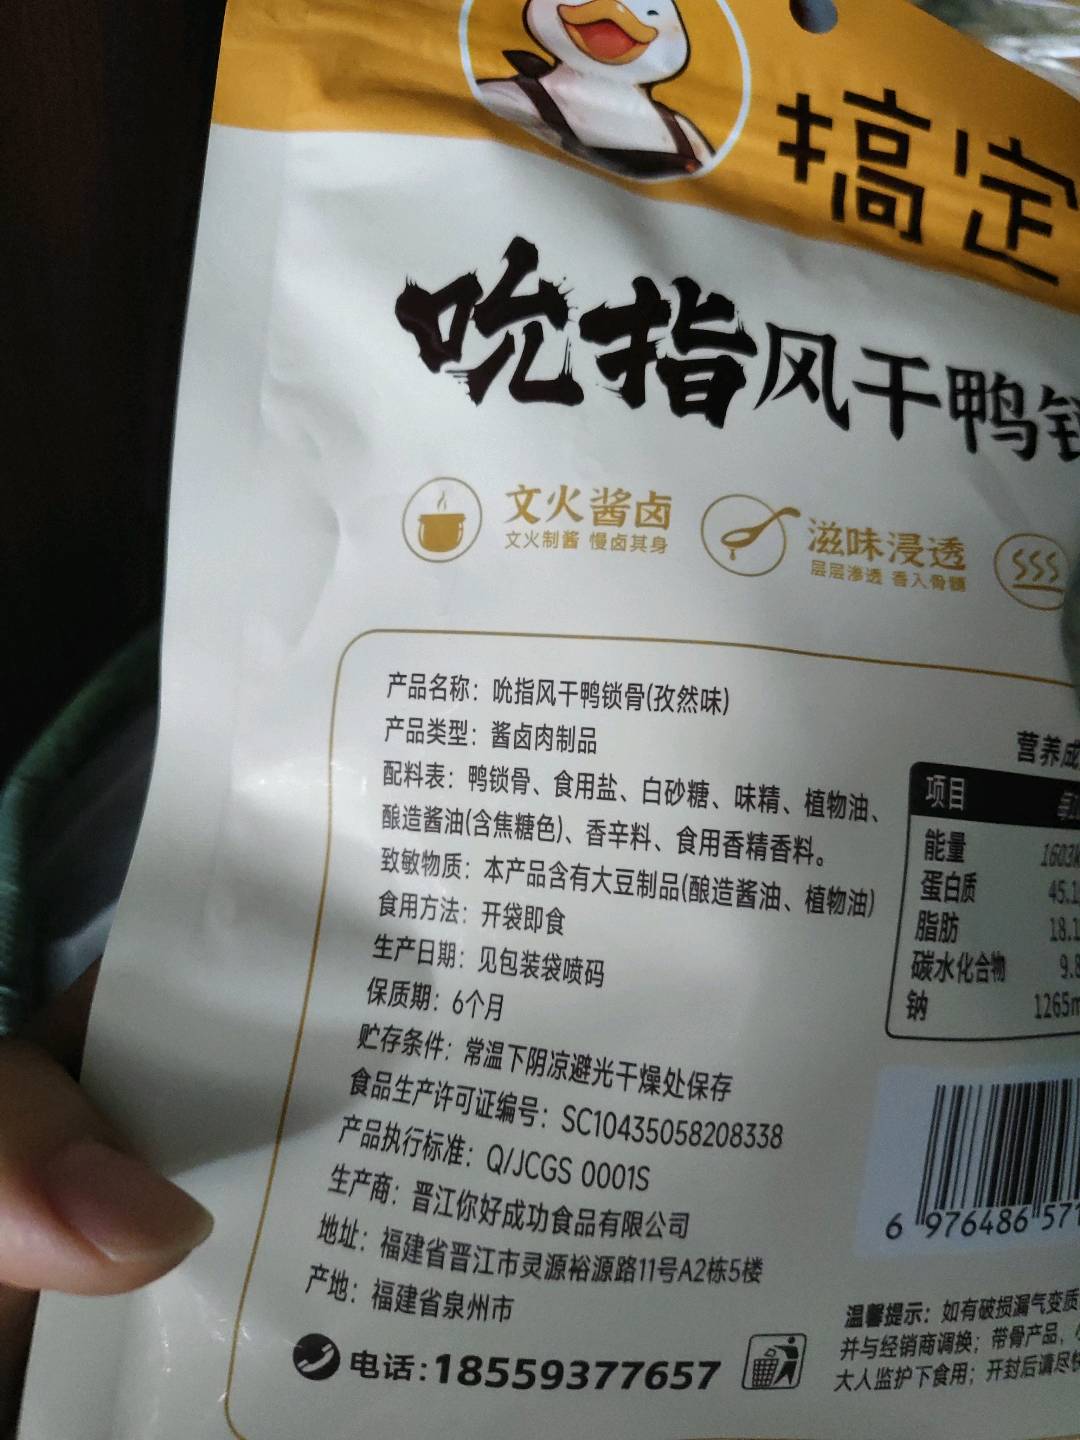 搞定
吮指风干鸭
文火酱卤
文火制酱 慢卤其身
滋味浸透
层层渗透 香入骨髓
产品名称：吮指风干鸭锁骨(孜然味)
产品类型：酱卤肉制品
配料表：鸭锁骨、食用盐、白砂糖、味精、植物油、
酿造酱油(含焦糖色)、香辛料、食用香精香料。
致敏物质：本产品含有大豆制品(酿造酱油、植物油)
食用方法：开袋即食
生产日期：见包装袋喷码
保质期：6个月
贮存条件：常温下阴凉避光干燥处保存
食品生产许可证编号：SC10435058208338
产品执行标准：Q/JCGS 0001S
生产商：晋江你好成功食品有限公司
地址：福建省晋江市灵源裕源路11号A2栋5楼
产地：福建省泉州市
电话:18559377657
营养成
项目
能量 1603k
蛋白质 45.1
脂肪 18.1
碳水化合物 9.8
钠 1265m
6 976486 571
温馨提示：如有破损漏气变质
并与经销商调换；带骨产品，
大人监护下食用；开封后请尽快